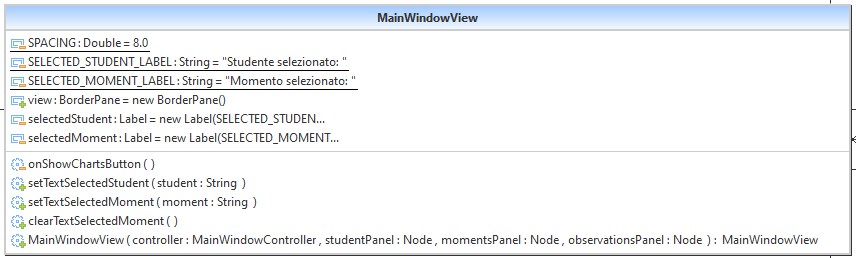 MainWindowView
SPACING : Double = 8.0
SELECTED_STUDENT_LABEL : String = "Studente selezionato: "
SELECTED_MOMENT_LABEL : String = "Momento selezionato: "
view : BorderPane = new BorderPane()
selectedStudent : Label = new Label(SELECTED_STUDEN...
selectedMoment : Label = new Label(SELECTED_MOMENT...
onShowChartsButton ( )
setTextSelectedStudent ( student : String )
setTextSelectedMoment ( moment : String )
clearTextSelectedMoment ( )
MainWindowView ( controller : MainWindowController , studentPanel : Node , momentsPanel : Node , observationsPanel : Node ) : MainWindowView